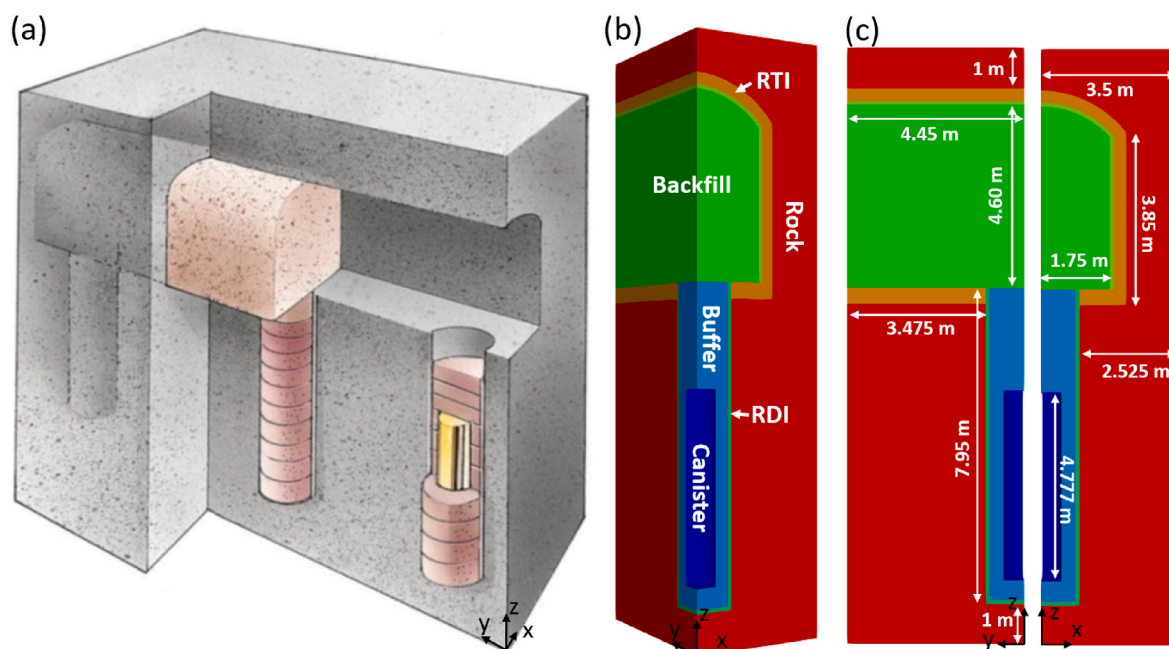 (a)
z
y
x
(b)
RTI
Backfill
Rock
Buffer
RDI
Canister
z
y
x
(c)
1 m
3.5 m
4.45 m
4.60 m
3.85 m
1.75 m
3.475 m
2.525 m
7.95 m
4.777 m
1 m
z
z
y
x